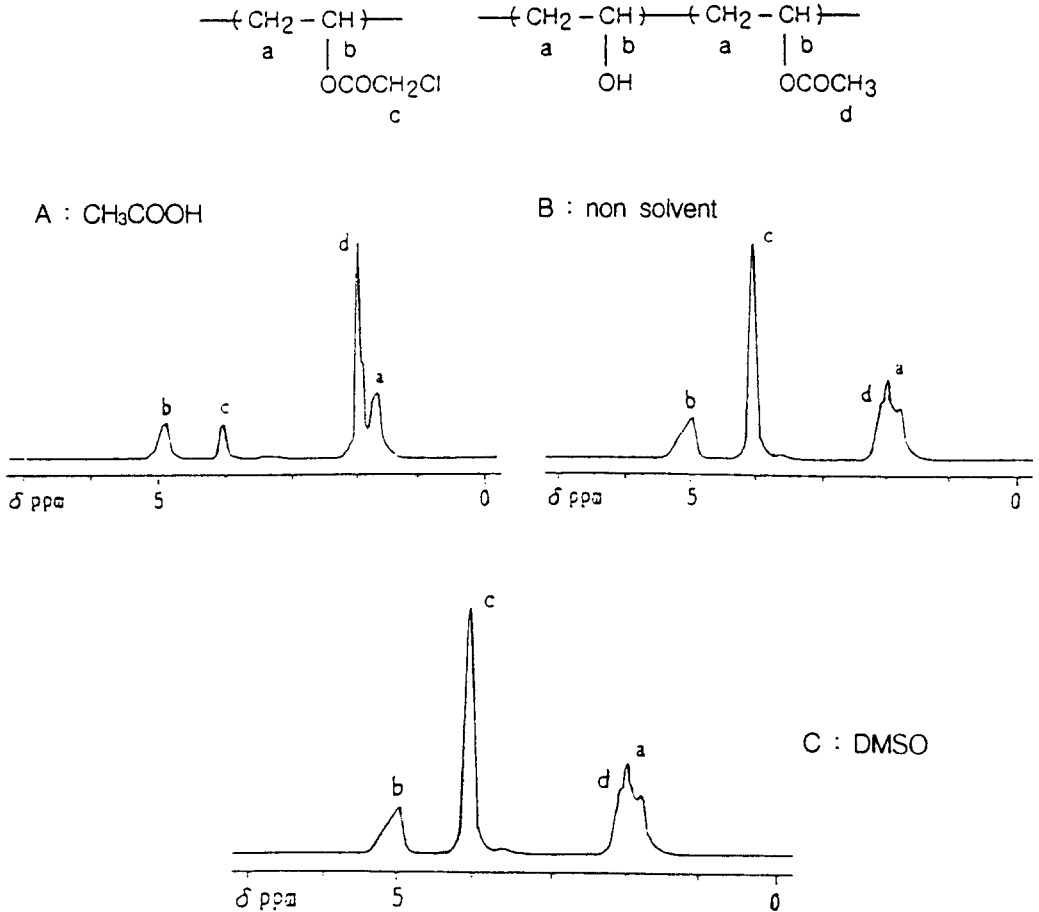 —(CH2 – CH)— —(CH2 – CH)—(CH2 – CH)—
a b a b a b
OCOCH2Cl OH OCOCH3
c d
A : CH3COOH
d
a
b
c
δ ppm 5 0
B : non solvent
c
a
d
b
δ ppm 5 0
C : DMSO
c
a
d
b
δ ppm 5 0